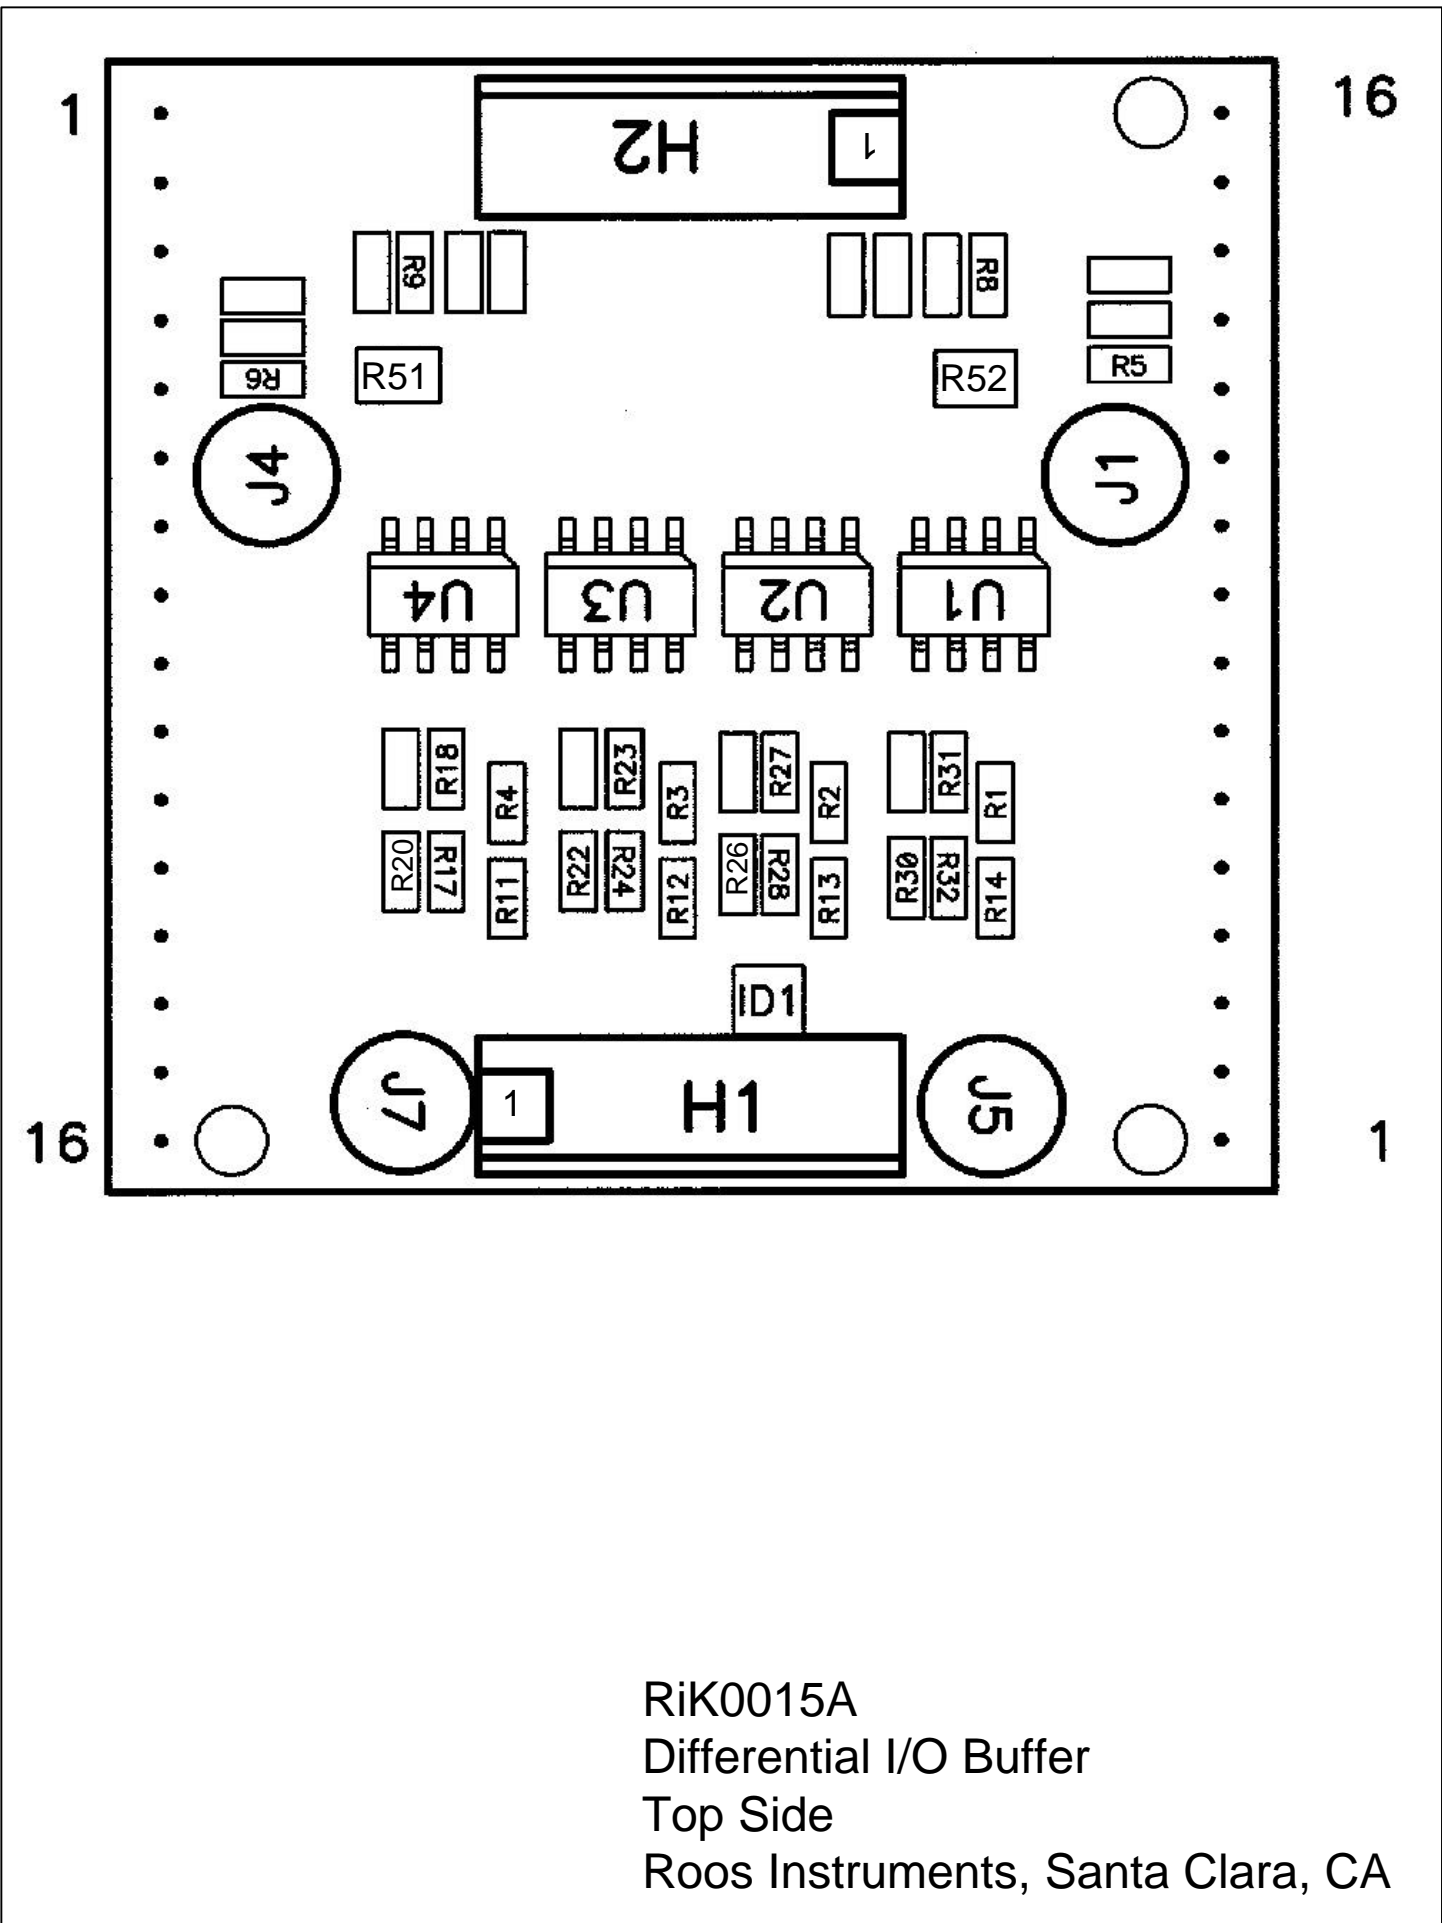 1
16
H2
1
R9
R8
R6
R51
R52
R5
J4
J1
U4
U3
U2
U1
R18
R4
R23
R3
R27
R2
R31
R1
R20
R17
R11
R22
R24
R12
R26
R28
R13
R30
R32
R14
ID1
J7
1
H1
J5
16
1
RiK0015A
Differential I/O Buffer
Top Side
Roos Instruments, Santa Clara, CA